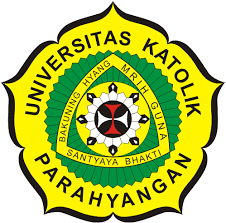 UNIVERSITAS KATOLIK
PARAHYANGAN
BAKUNING HYANG MRIH GUNA
SANTYAYA BHAKTI